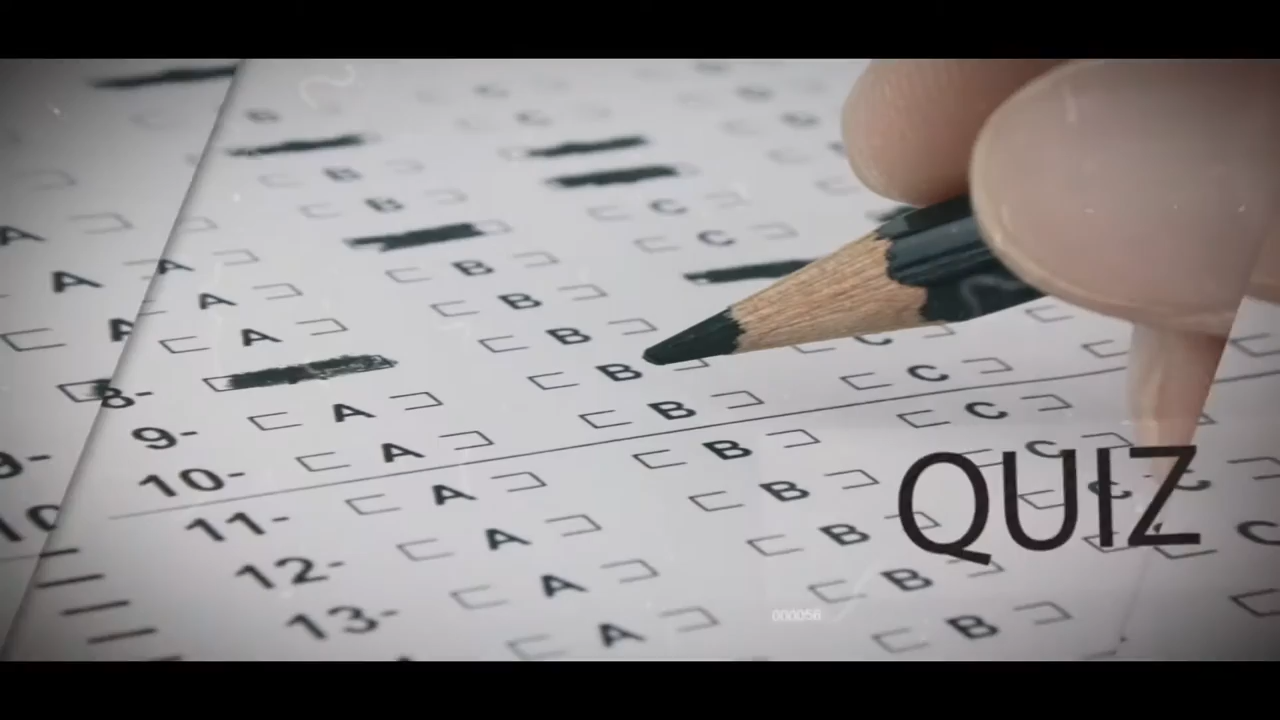 B C
B
B
A C
A B C
A B
8- B
9- A B C
10- A B C
11- A B C
12- A B C
13- A B C
A B C
B C
A
A
A
QUIZ
000056